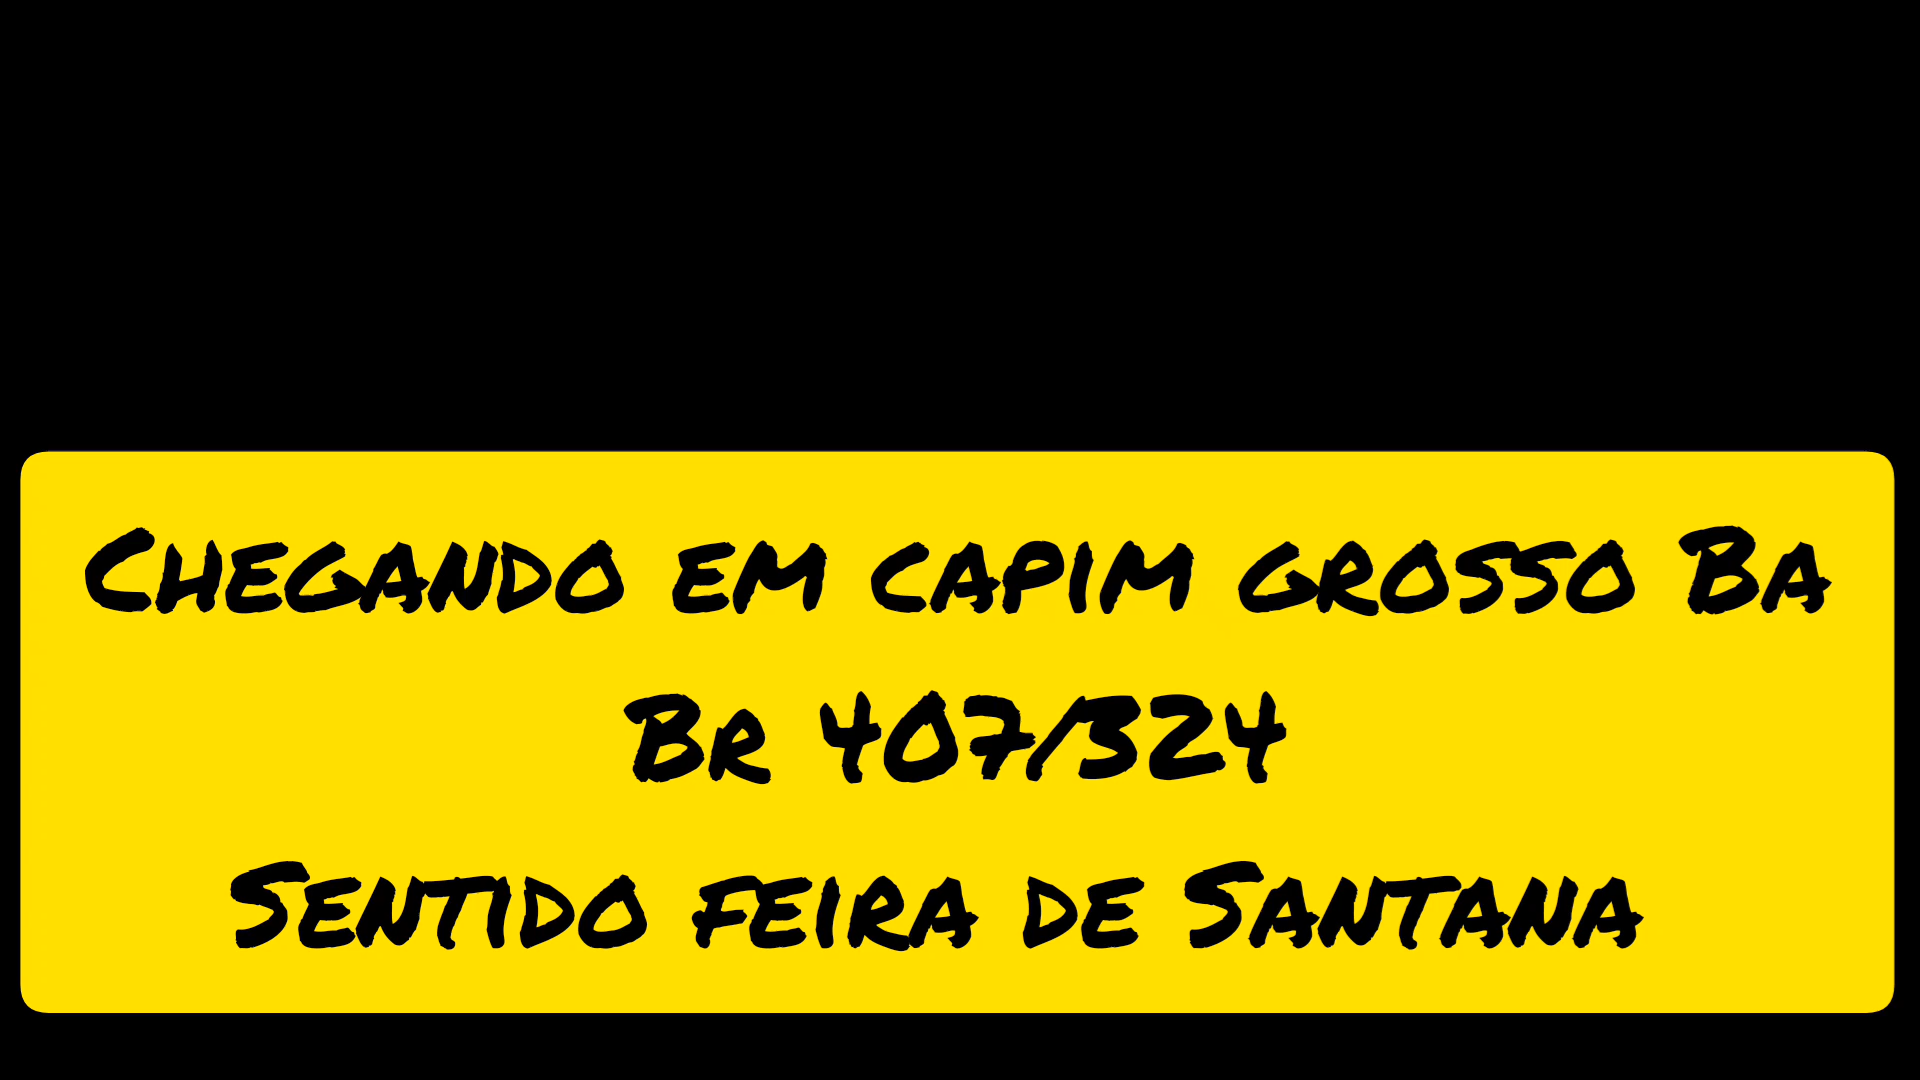 Chegando em capim grosso Ba
Br 407/324
Sentido feira de Santana